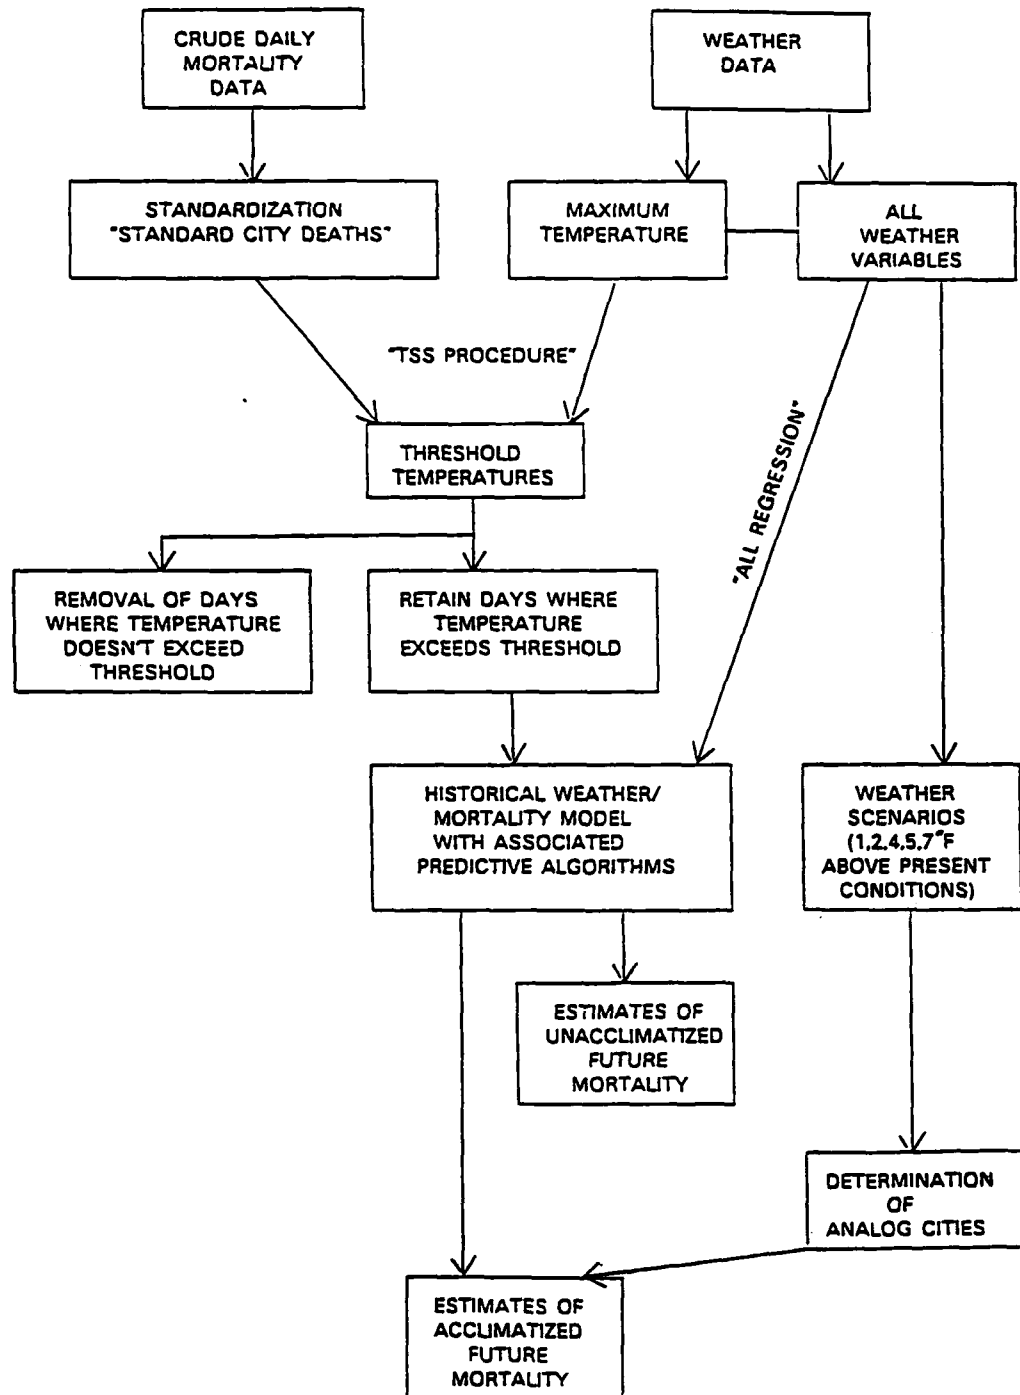 CRUDE DAILY
MORTALITY
DATA
WEATHER
DATA
STANDARDIZATION
"STANDARD CITY DEATHS"
MAXIMUM
TEMPERATURE
ALL
WEATHER
VARIABLES
"TSS PROCEDURE"
"ALL REGRESSION"
THRESHOLD
TEMPERATURES
REMOVAL OF DAYS
WHERE TEMPERATURE
DOESN'T EXCEED
THRESHOLD
RETAIN DAYS WHERE
TEMPERATURE
EXCEEDS THRESHOLD
HISTORICAL WEATHER/
MORTALITY MODEL
WITH ASSOCIATED
PREDICTIVE ALGORITHMS
WEATHER
SCENARIOS
(1,2,4,5,7°F
ABOVE PRESENT
CONDITIONS)
ESTIMATES OF
UNACCLIMATIZED
FUTURE
MORTALITY
DETERMINATION
OF
ANALOG CITIES
ESTIMATES OF
ACCLIMATIZED
FUTURE
MORTALITY